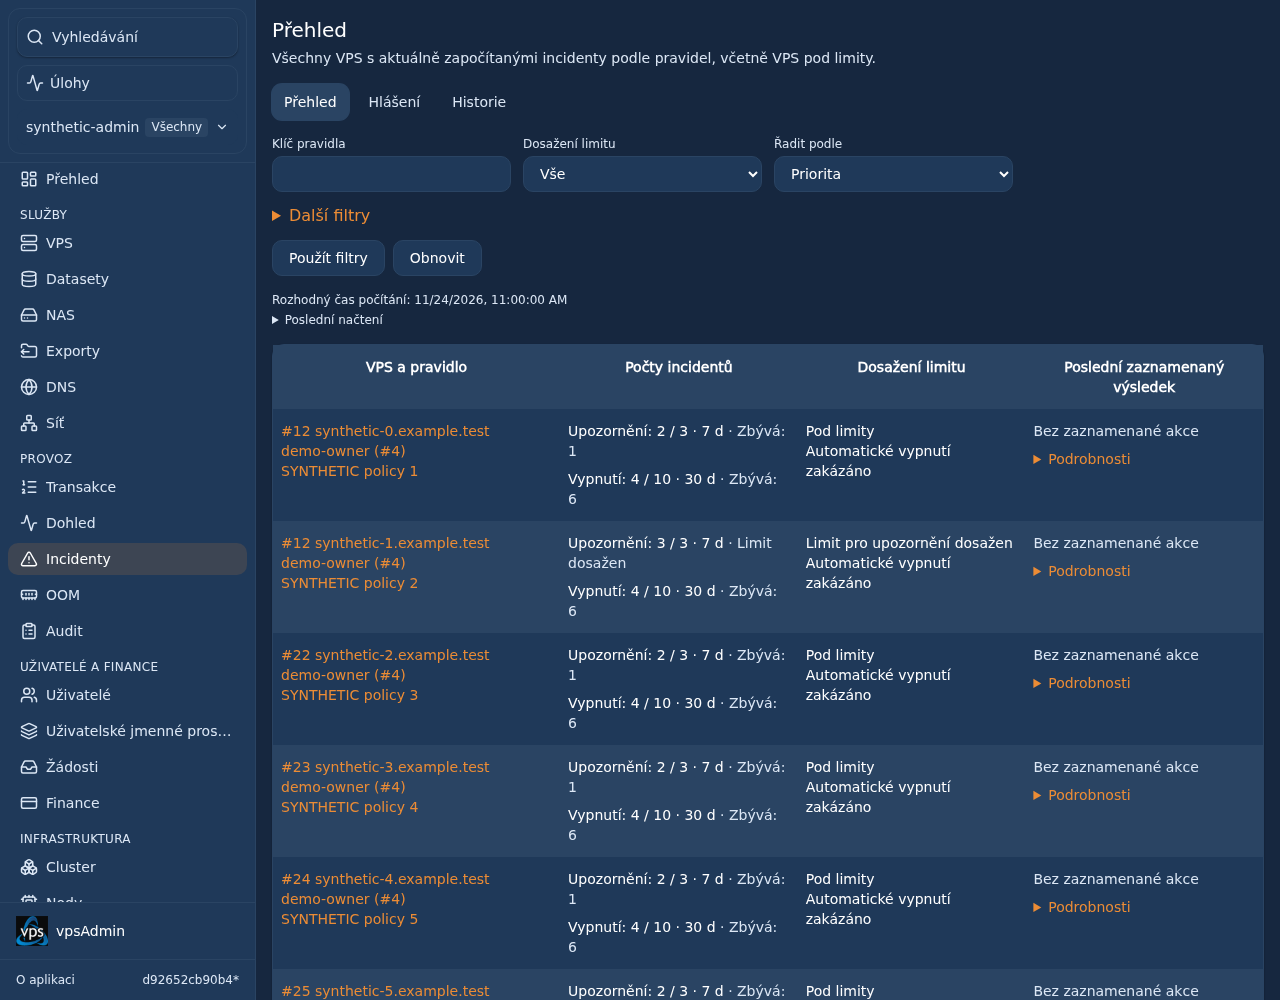 Vyhledávání
Úlohy
synthetic-admin Všechny
Přehled
SLUŽBY
VPS
Datasety
NAS
Exporty
DNS
Síť
PROVOZ
Transakce
Dohled
Incidenty
OOM
Audit
UŽIVATELÉ A FINANCE
Uživatelé
Uživatelské jmenné pros…
Žádosti
Finance
INFRASTRUKTURA
Cluster
Nody
vpsAdmin
O aplikaci d92652cb90b4*
Přehled
Všechny VPS s aktuálně započítanými incidenty podle pravidel, včetně VPS pod limity.
Přehled Hlášení Historie
Klíč pravidla Dosažení limitu Řadit podle
Vše Priorita
Další filtry
Použít filtry Obnovit
Rozhodný čas počítání: 11/24/2026, 11:00:00 AM
Poslední načtení
VPS a pravidlo Počty incidentů Dosažení limitu Poslední zaznamenaný
výsledek
#12 synthetic-0.example.test Upozornění: 2 / 3 · 7 d · Zbývá: Pod limity Bez zaznamenané akce
demo-owner (#4) 1 Automatické vypnutí Podrobnosti
SYNTHETIC policy 1 Vypnutí: 4 / 10 · 30 d · Zbývá: zakázáno
6
#12 synthetic-1.example.test Upozornění: 3 / 3 · 7 d · Limit Limit pro upozornění dosažen Bez zaznamenané akce
demo-owner (#4) dosažen Automatické vypnutí Podrobnosti
SYNTHETIC policy 2 Vypnutí: 4 / 10 · 30 d · Zbývá: zakázáno
6
#22 synthetic-2.example.test Upozornění: 2 / 3 · 7 d · Zbývá: Pod limity Bez zaznamenané akce
demo-owner (#4) 1 Automatické vypnutí Podrobnosti
SYNTHETIC policy 3 Vypnutí: 4 / 10 · 30 d · Zbývá: zakázáno
6
#23 synthetic-3.example.test Upozornění: 2 / 3 · 7 d · Zbývá: Pod limity Bez zaznamenané akce
demo-owner (#4) 1 Automatické vypnutí Podrobnosti
SYNTHETIC policy 4 Vypnutí: 4 / 10 · 30 d · Zbývá: zakázáno
6
#24 synthetic-4.example.test Upozornění: 2 / 3 · 7 d · Zbývá: Pod limity Bez zaznamenané akce
demo-owner (#4) 1 Automatické vypnutí Podrobnosti
SYNTHETIC policy 5 Vypnutí: 4 / 10 · 30 d · Zbývá: zakázáno
6
#25 synthetic-5.example.test Upozornění: 2 / 3 · 7 d · Zbývá: Pod limity Bez zaznamenané akce